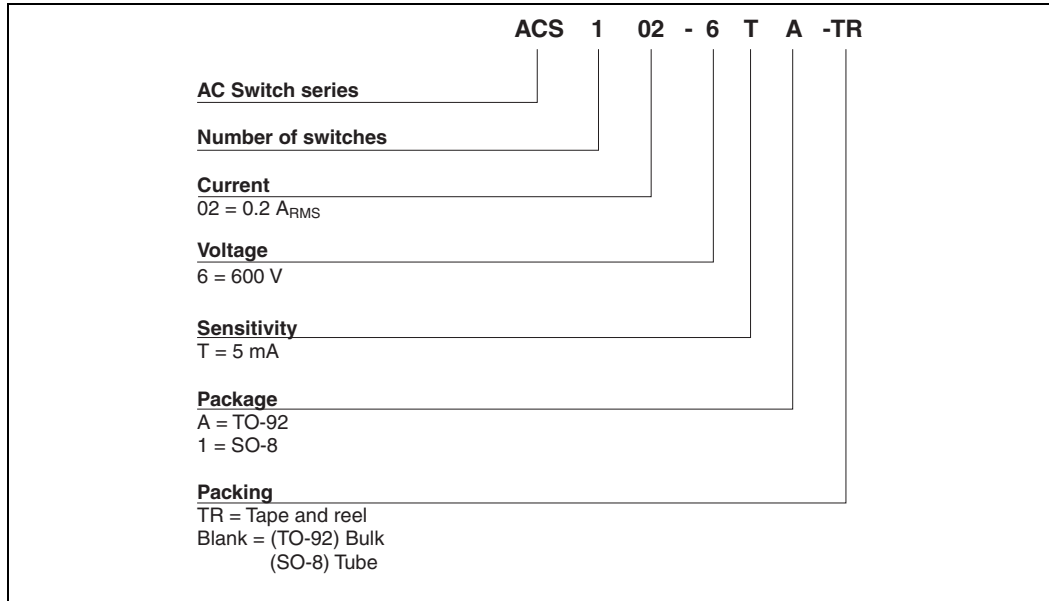 ACS 1 02 - 6 T A -TR
AC Switch series
Number of switches
Current
02 = 0.2 ARMS
Voltage
6 = 600 V
Sensitivity
T = 5 mA
Package
A = TO-92
1 = SO-8
Packing
TR = Tape and reel
Blank = (TO-92) Bulk
(SO-8) Tube